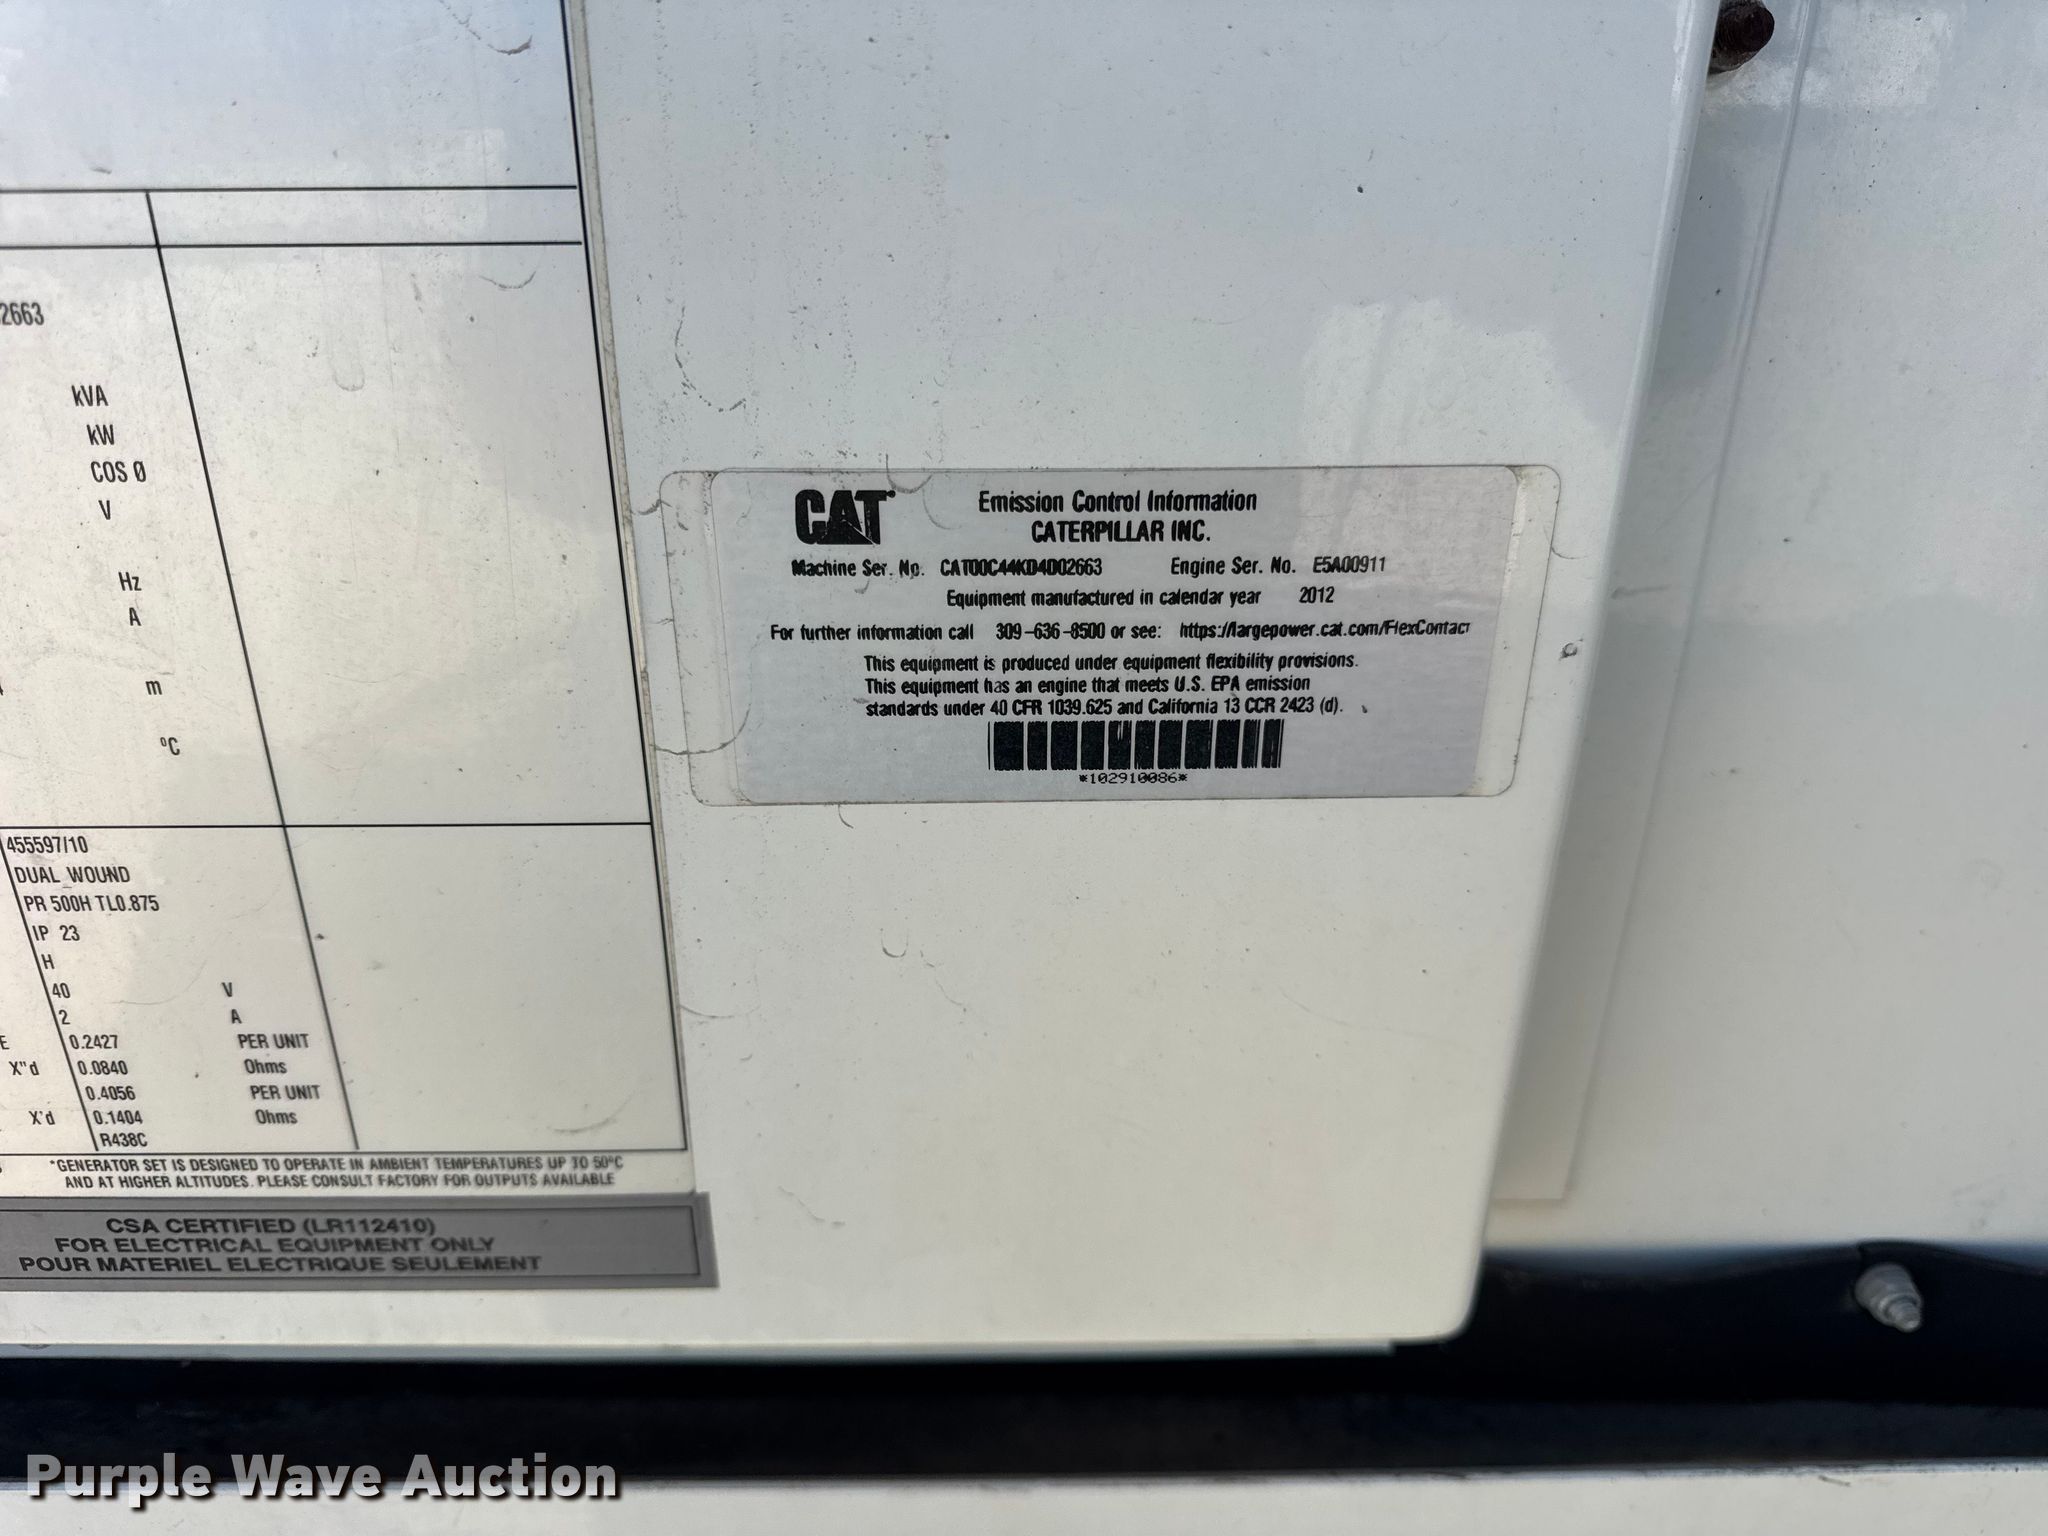 2663
kVA
kW
COS Ø
V
Hz
A
m
ºC
455597/10
DUAL WOUND
PR 500H TL0.875
IP 23
H
40 V
2 A
E 0.2427 PER UNIT
X"d 0.0840 Ohms
0.4056 PER UNIT
X'd 0.1404 Ohms
R438C
*GENERATOR SET IS DESIGNED TO OPERATE IN AMBIENT TEMPERATURES UP TO 50ºC
AND AT HIGHER ALTITUDES. PLEASE CONSULT FACTORY FOR OUTPUTS AVAILABLE
CSA CERTIFIED (LR112410)
FOR ELECTRICAL EQUIPMENT ONLY
POUR MATERIEL ELECTRIQUE SEULEMENT
CAT
Emission Control Information
CATERPILLAR INC.
Machine Ser. No. CAT00C44KD4D02663 Engine Ser. No. E5A00911
Equipment manufactured in calendar year 2012
For further information call 309-636-8500 or see: https://largepower.cat.com/FlexContact
This equipment is produced under equipment flexibility provisions.
This equipment has an engine that meets U.S. EPA emission
standards under 40 CFR 1039.625 and California 13 CCR 2423 (d).
*102910086*
Purple Wave Auction